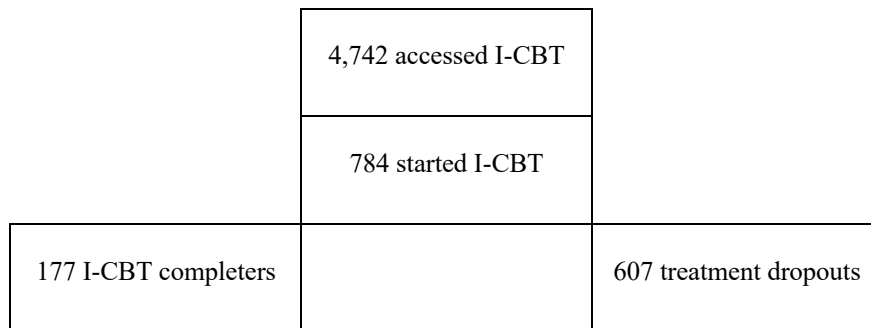 4,742 accessed I-CBT
784 started I-CBT
177 I-CBT completers
607 treatment dropouts